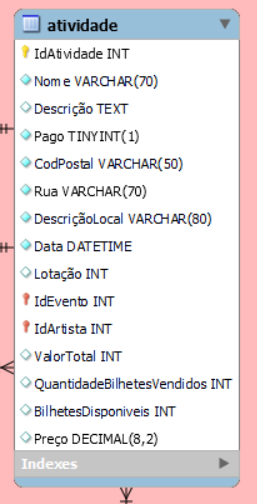 atividade
IdAtividade INT
Nome VARCHAR(70)
Descrição TEXT
Pago TINYINT(1)
CodPostal VARCHAR(50)
Rua VARCHAR(70)
DescriçãoLocal VARCHAR(80)
Data DATETIME
Lotação INT
IdEvento INT
IdArtista INT
ValorTotal INT
QuantidadeBilhetesVendidos INT
BilhetesDisponiveis INT
Preço DECIMAL(8,2)
Indexes